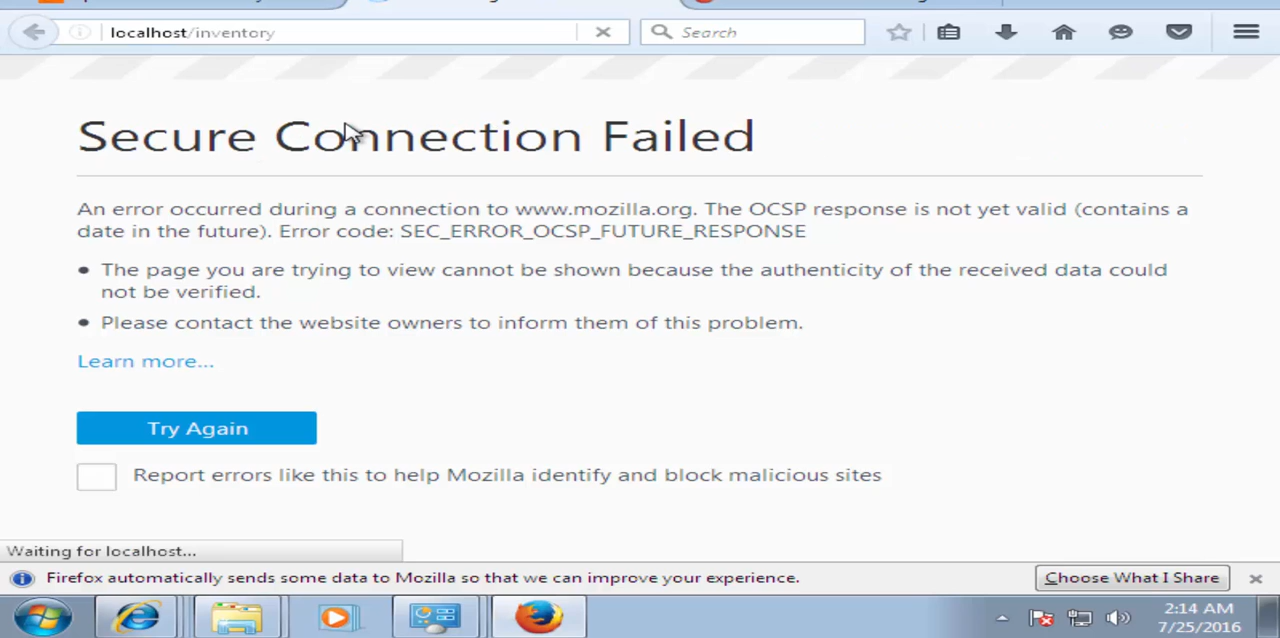 localhost/inventory
Search
Secure Connection Failed
An error occurred during a connection to www.mozilla.org. The OCSP response is not yet valid (contains a
date in the future). Error code: SEC_ERROR_OCSP_FUTURE_RESPONSE
The page you are trying to view cannot be shown because the authenticity of the received data could
not be verified.
Please contact the website owners to inform them of this problem.
Learn more...
Try Again
Report errors like this to help Mozilla identify and block malicious sites
Waiting for localhost...
Firefox automatically sends some data to Mozilla so that we can improve your experience.
Choose What I Share
2:14 AM
7/25/2016